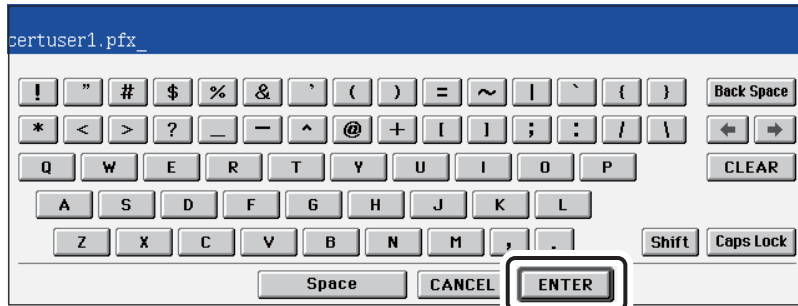 certuser1.pfx_
! " # $ % & ' ( ) = ~ | ` { } Back Space
* < > ? _ - ^ @ + [ ] ; : / \ ← →
Q W E R T Y U I O P CLEAR
A S D F G H J K L
Z X C V B N M , . Shift Caps Lock
Space CANCEL ENTER